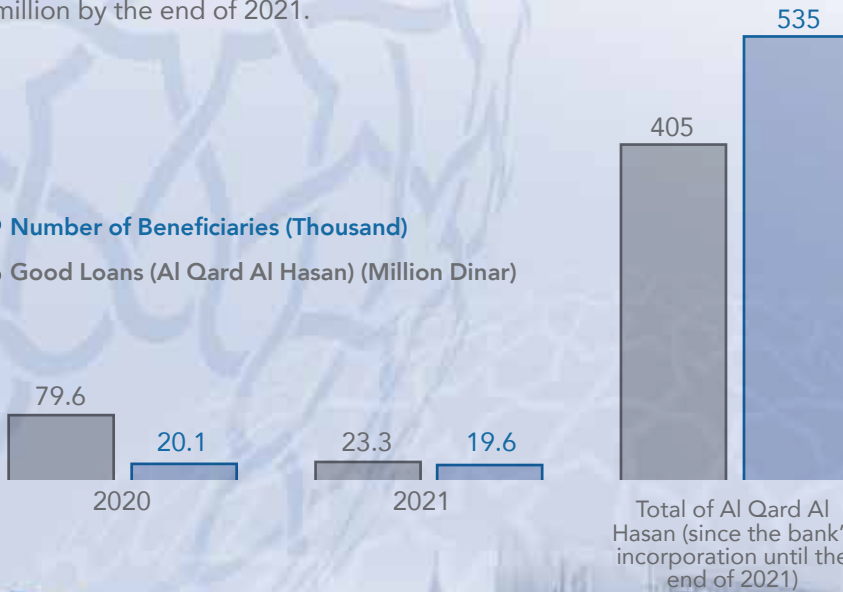 million by the end of 2021.
535
405
Number of Beneficiaries (Thousand)
Good Loans (Al Qard Al Hasan) (Million Dinar)
79.6
20.1
23.3
19.6
2020
2021
Total of Al Qard Al
Hasan (since the bank'
incorporation until the
end of 2021)